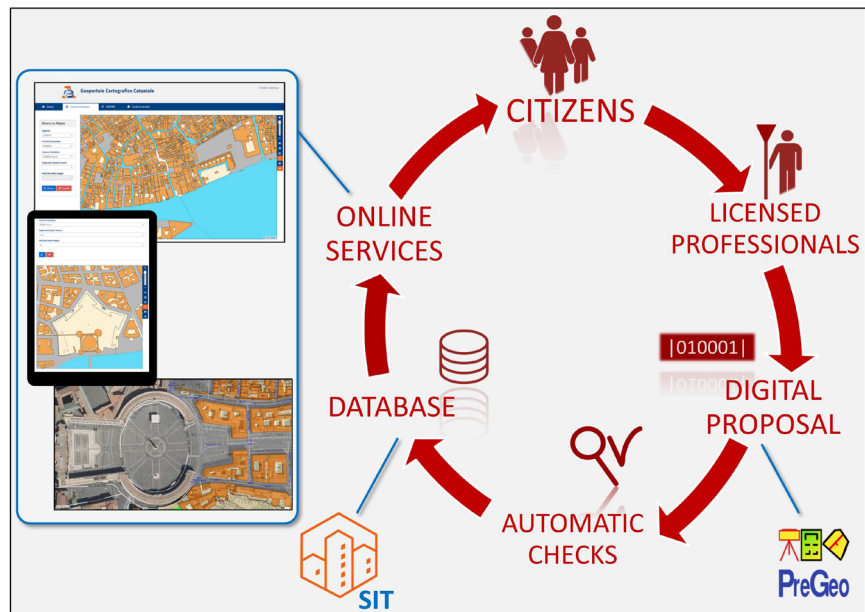 CITIZENS
LICENSED
PROFESSIONALS
|010001|
DIGITAL
PROPOSAL
PreGeo
AUTOMATIC
CHECKS
DATABASE
SIT
ONLINE
SERVICES
Geoportale Cartografico Catastale